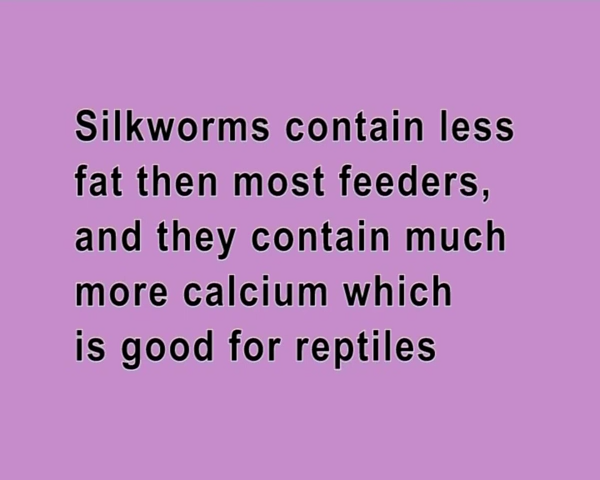 Silkworms contain less
fat then most feeders,
and they contain much
more calcium which
is good for reptiles